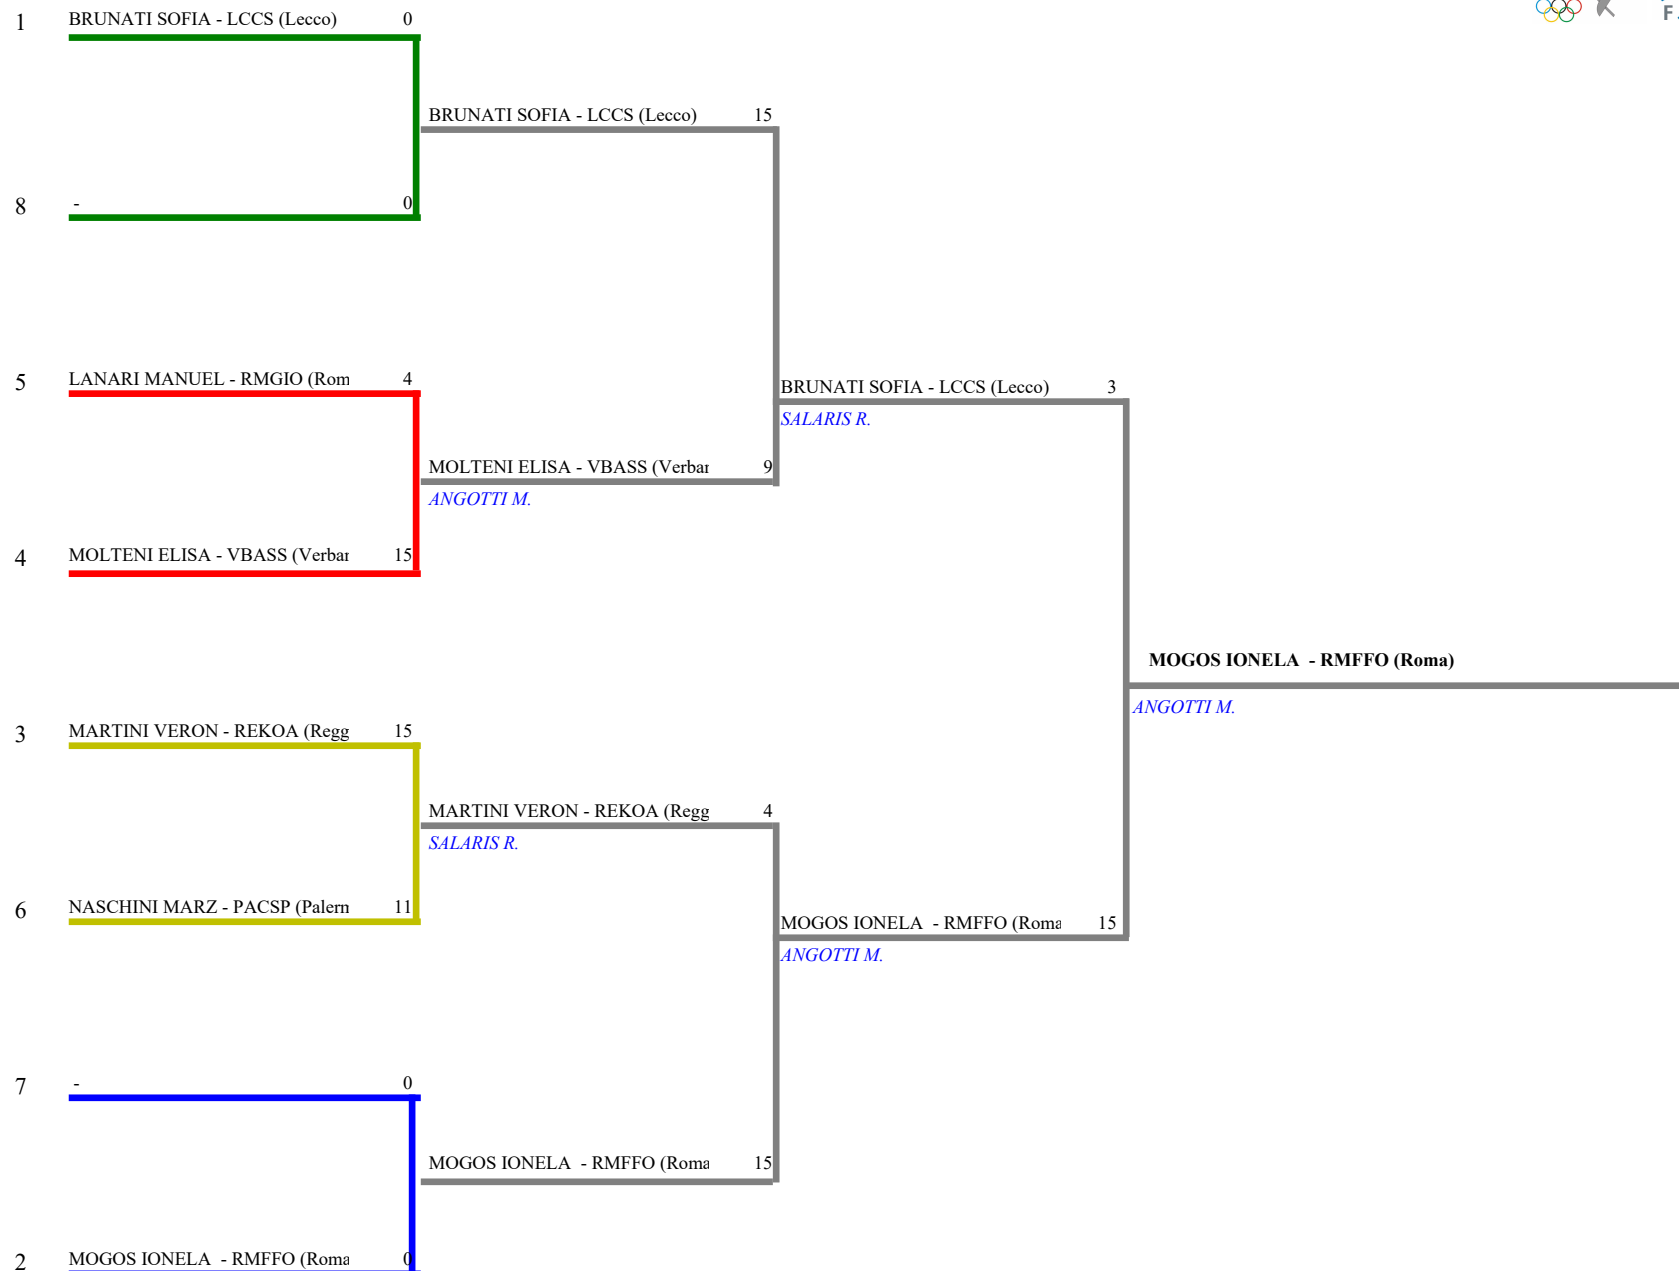 1 BRUNATI SOFIA - LCCS (Lecco) 0
F
BRUNATI SOFIA - LCCS (Lecco) 15
8 - 0
5 LANARI MANUEL - RMGIO (Rom 4
BRUNATI SOFIA - LCCS (Lecco) 3
SALARIS R.
MOLTENI ELISA - VBASS (Verbar 9
ANGOTTI M.
4 MOLTENI ELISA - VBASS (Verbar 15
MOGOS IONELA - RMFFO (Roma)
ANGOTTI M.
3 MARTINI VERON - REKOA (Regg 15
MARTINI VERON - REKOA (Regg 4
SALARIS R.
6 NASCHINI MARZ - PACSP (Palern 11
MOGOS IONELA - RMFFO (Roma 15
ANGOTTI M.
7 - 0
MOGOS IONELA - RMFFO (Roma 15
2 MOGOS IONELA - RMFFO (Roma 0